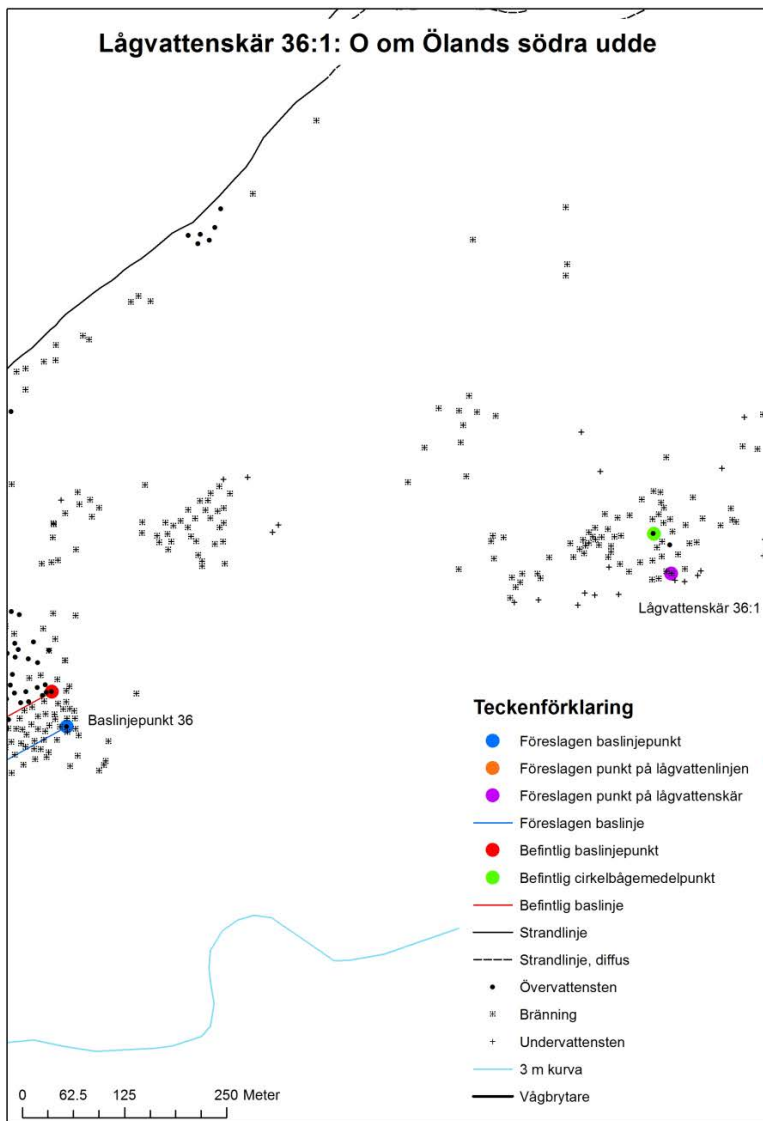 Lågvattenskär 36:1: O om Ölands södra udde
Lågvattenskär 36:1
Baslinjepunkt 36
Teckenförklaring
Föreslagen baslinjepunkt
Föreslagen punkt på lågvattenlinjen
Föreslagen punkt på lågvattenskär
Föreslagen baslinje
Befintlig baslinjepunkt
Befintlig cirkelbågemedelpunkt
Befintlig baslinje
Strandlinje
Strandlinje, diffus
Övervattensten
Bränning
Undervattensten
3 m kurva
Vågbrytare
0 62.5 125 250 Meter